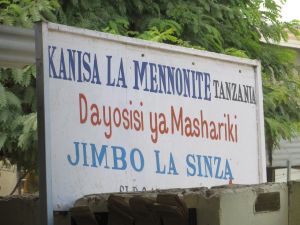 KANISA LA MENNONITE TANZANIA
Dayosisi ya Mashariki
JIMBO LA SINZA